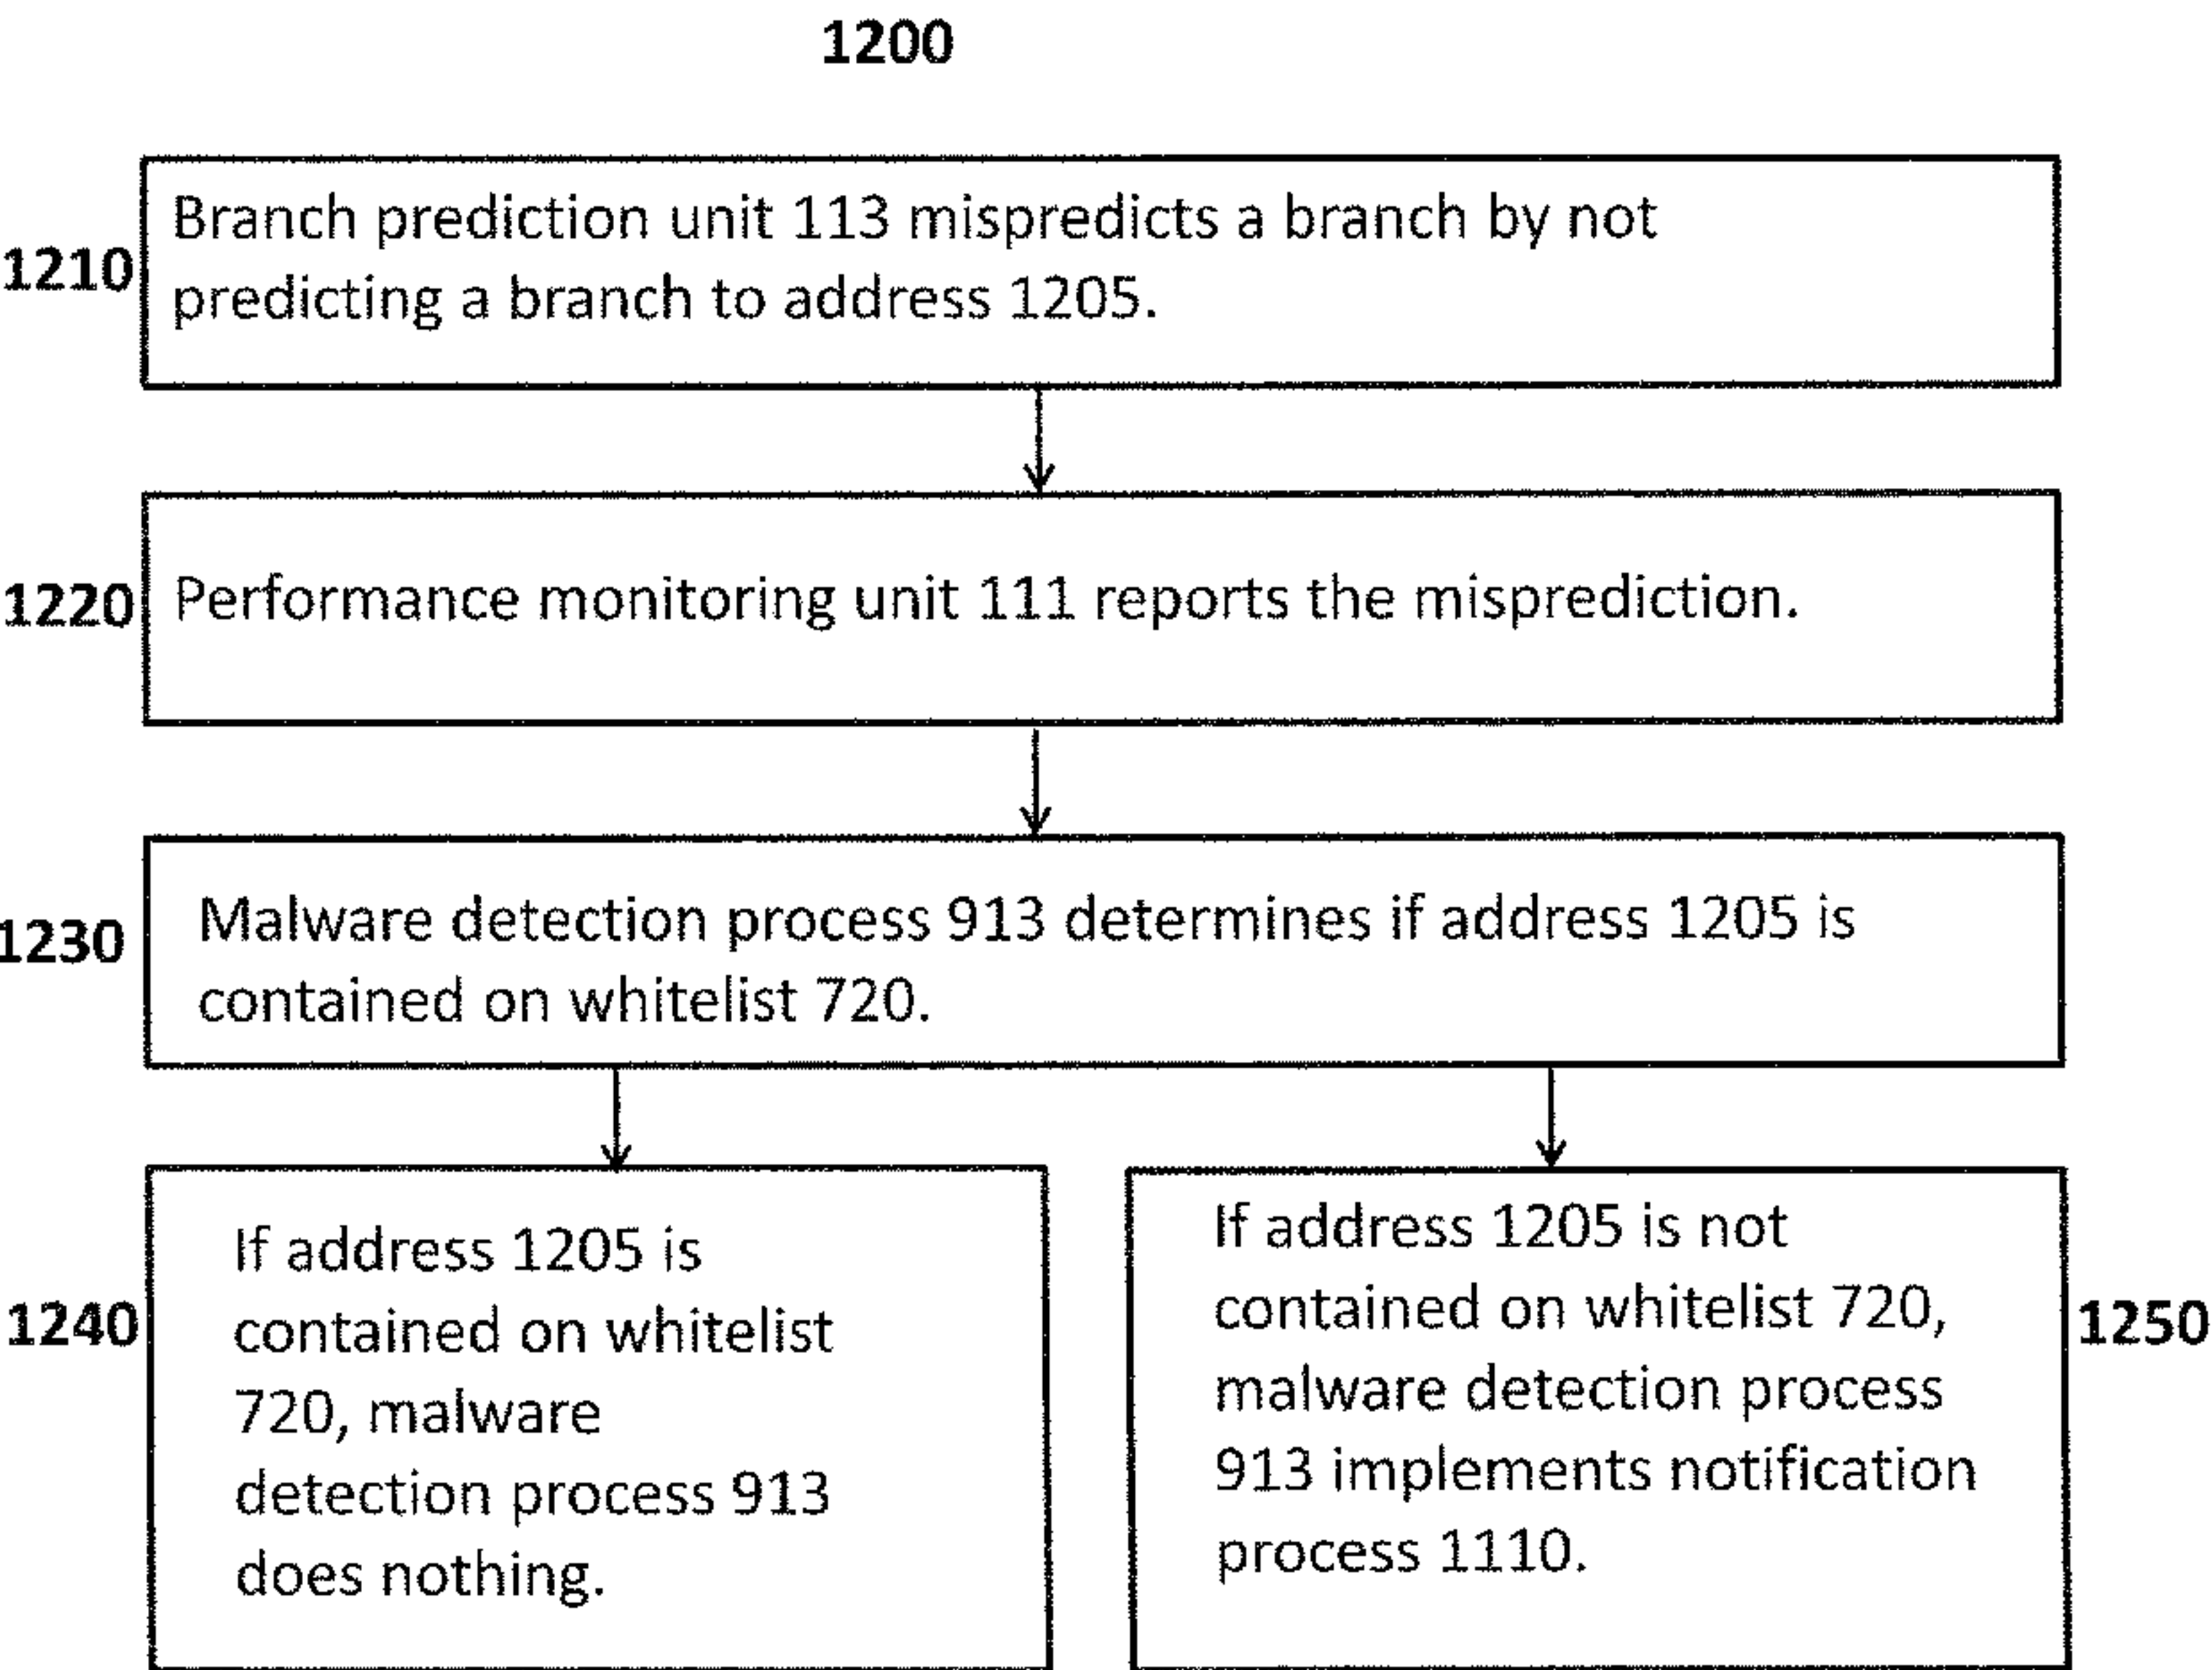 1200
1210
Branch prediction unit 113 mispredicts a branch by not
predicting a branch to address 1205.
1220
Performance monitoring unit 111 reports the misprediction.
1230
Malware detection process 913 determines if address 1205 is
contained on whitelist 720.
1240
If address 1205 is
contained on whitelist
720, malware
detection process 913
does nothing.
If address 1205 is not
contained on whitelist 720,
malware detection process
913 implements notification
process 1110.
1250